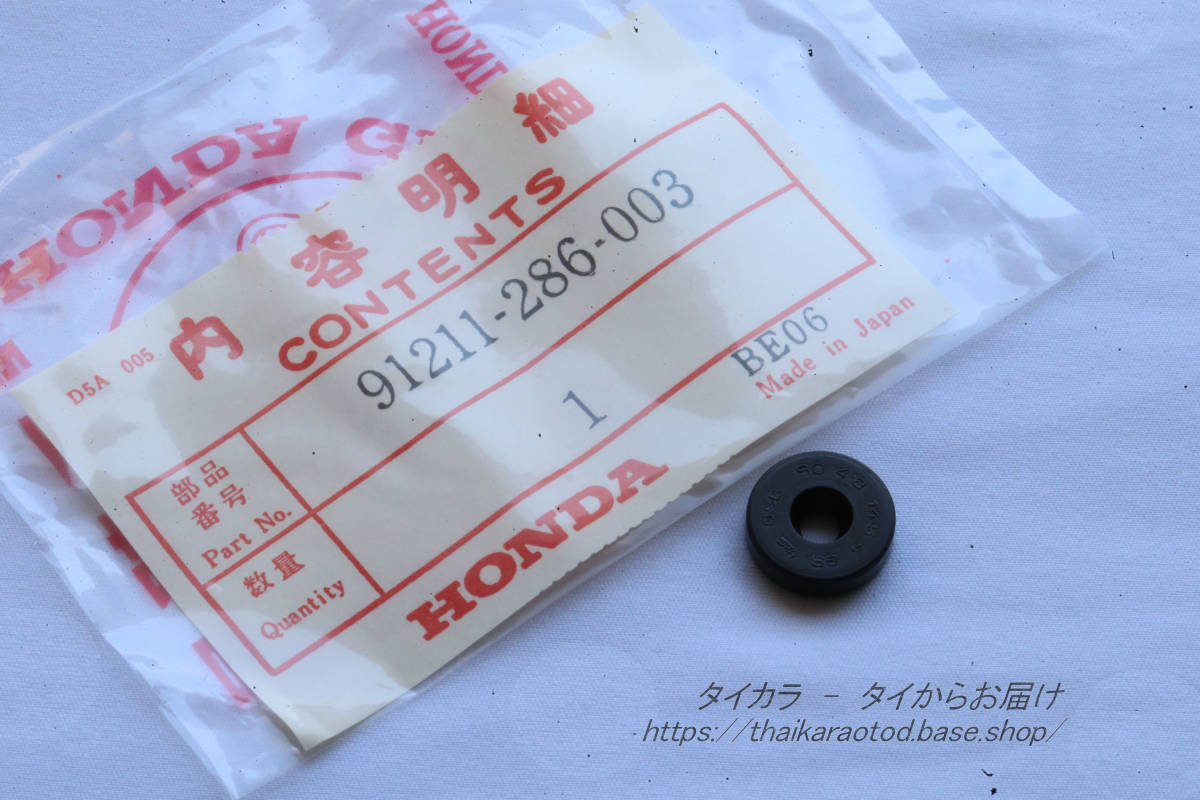 HONDA
HONDA
D5A 005
内容明細
CONTENTS
部品番号
Part No.
91211-286-003
数量
Quantity
1
BE06
Made in Japan
HONDA
タイカラ - タイからお届け
https://thaikaraotod.base.shop/